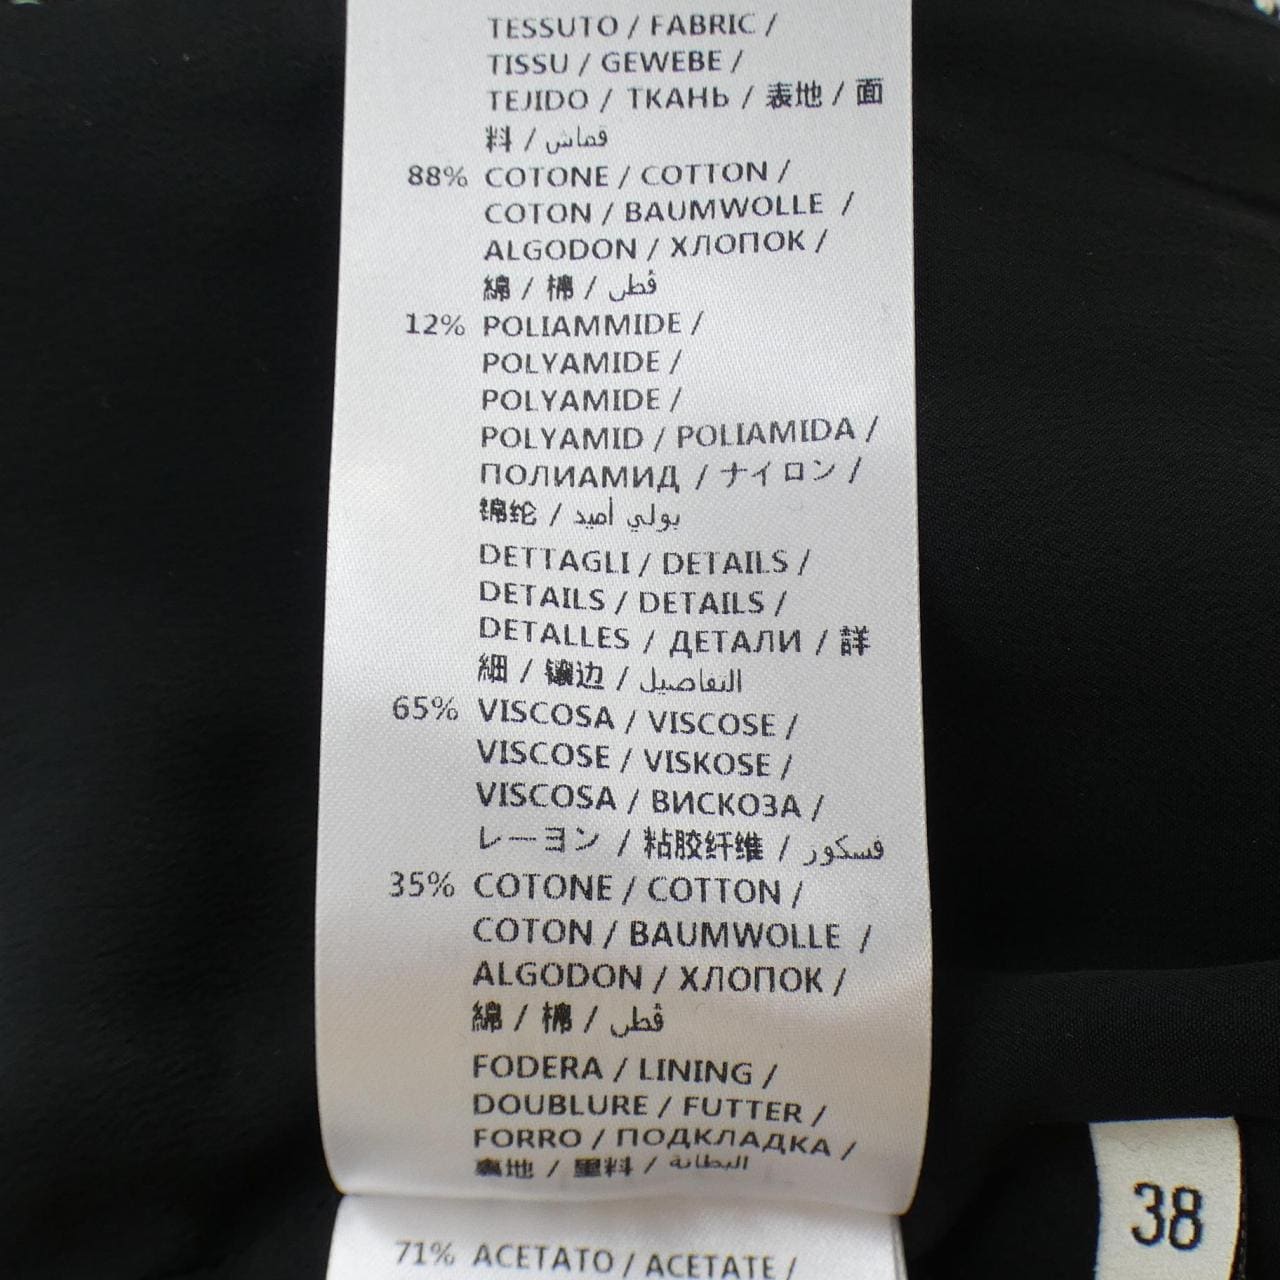 TESSUTO / FABRIC /
TISSU / GEWEBE /
TEJIDO / ТКАНЬ / 表地 / 面
料 / قماش
88% COTONE / COTTON /
COTON / BAUMWOLLE /
ALGODON / ХЛОПОК /
綿 / 棉 / قطن
12% POLIAMMIDE /
POLYAMIDE /
POLYAMIDE /
POLYAMID / POLIAMIDA /
ПОЛИАМИД / ナイロン /
锦纶 / بولي أميد
DETTAGLI / DETAILS /
DETAILS / DETAILS /
DETALLES / ДЕТАЛИ / 詳
細 / 镶边 / التفاصيل
65% VISCOSA / VISCOSE /
VISCOSE / VISKOSE /
VISCOSA / ВИСКОЗА /
レーヨン / 粘胶纤维 / فسكوز
35% COTONE / COTTON /
COTON / BAUMWOLLE /
ALGODON / ХЛОПОК /
綿 / 棉 / قطن
FODERA / LINING /
DOUBLURE / FUTTER /
FORRO / ПОДКЛАДКА /
裏地 / 里料 / البطانة
71% ACETATO / ACETATE /
38